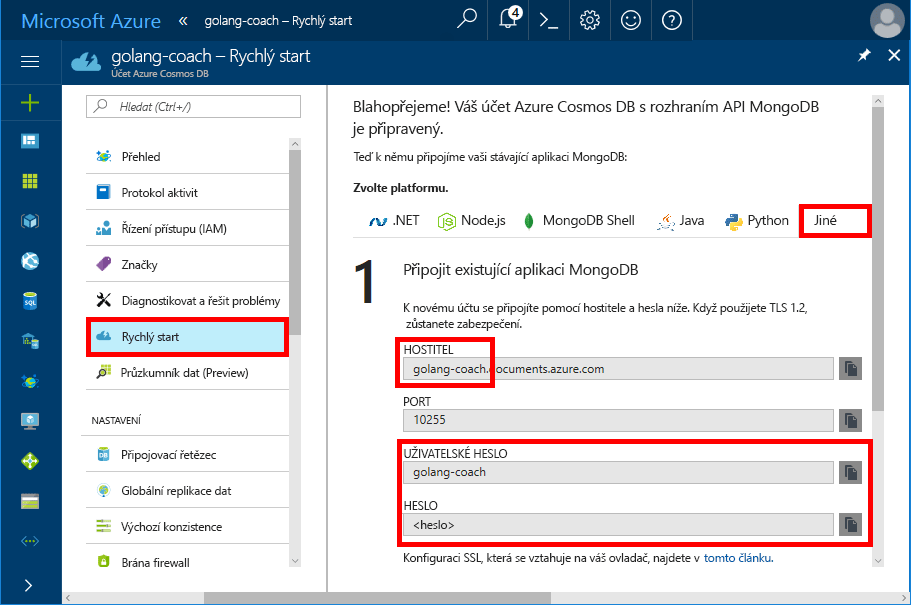 Microsoft Azure « golang-coach – Rychlý start 4
golang-coach – Rychlý start
Účet Azure Cosmos DB
Hledat (Ctrl+/)
Přehled
Protokol aktivit
Řízení přístupu (IAM)
Značky
Diagnostikovat a řešit problémy
Rychlý start
Průzkumník dat (Preview)
NASTAVENÍ
Připojovací řetězec
Globální replikace dat
Výchozí konzistence
Brána firewall
Blahopřejeme! Váš účet Azure Cosmos DB s rozhraním API MongoDB
je připravený.
Teď k němu připojíme vaši stávající aplikaci MongoDB:
Zvolte platformu.
.NET Node.js MongoDB Shell Java Python Jiné
1 Připojit existující aplikaci MongoDB
K novému účtu se připojíte pomocí hostitele a hesla níže. Když použijete TLS 1.2,
zůstanete zabezpečení.
HOSTITEL
golang-coach.documents.azure.com
PORT
10255
UŽIVATELSKÉ HESLO
golang-coach
HESLO
<heslo>
Konfiguraci SSL, která se vztahuje na váš ovladač, najdete v tomto článku.